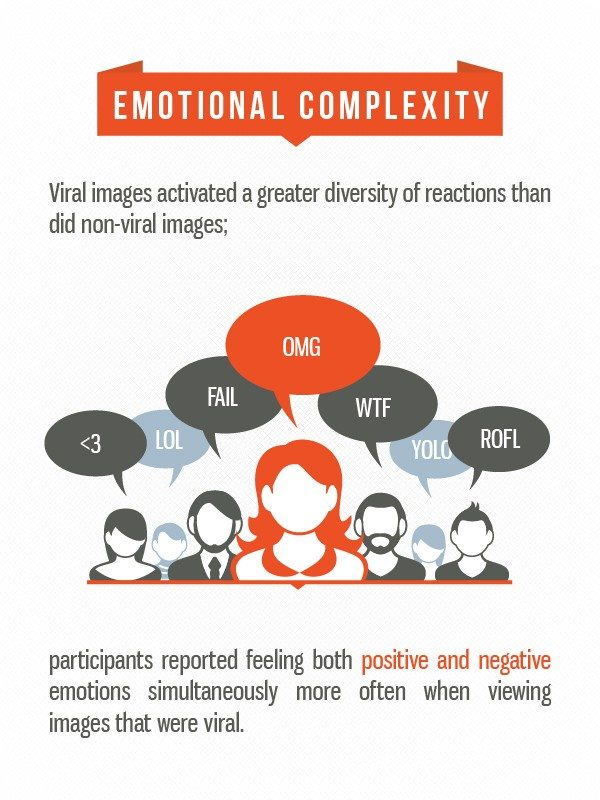 EMOTIONAL COMPLEXITY
Viral images activated a greater diversity of reactions than
did non-viral images;
OMG
FAIL
WTF
<3
LOL
YOLO
ROFL
participants reported feeling both positive and negative
emotions simultaneously more often when viewing
images that were viral.